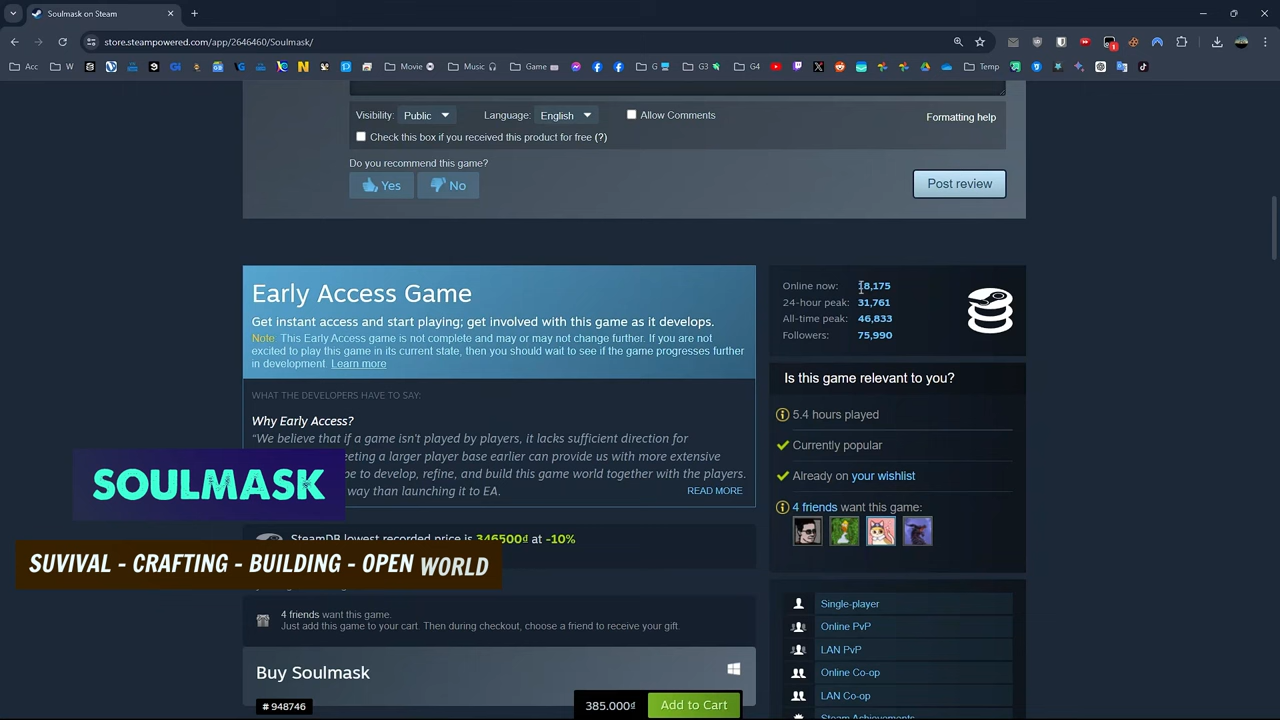 Soulmask on Steam
store.steampowered.com/app/2646460/Soulmask/
Acc
W
Movie
Music
Game
G
G3
G4
Temp
Visibility: Public Language: English Allow Comments
Formatting help
Check this box if you received this product for free (?)
Do you recommend this game?
Yes
No
Post review
Early Access Game
Get instant access and start playing; get involved with this game as it develops.
Note: This Early Access game is not complete and may or may not change further. If you are
not excited to play this game in its current state, then you should wait to see if the game progresses further
in development. Learn more
WHAT THE DEVELOPERS HAVE TO SAY:
Why Early Access?
“We believe that if a game isn't played by players, it lacks sufficient direction for
eeting a larger player base earlier can provide us with more extensive
pe to develop, refine, and build this game world together with the players.
way than launching it to EA.
READ MORE
SOULMASK
SteamDB lowest recorded price is 346500₫ at -10%
SUVIVAL - CRAFTING - BUILDING - OPEN WORLD
4 friends want this game.
Just add this game to your cart. Then during checkout, choose a friend to receive your gift.
Buy Soulmask
# 948746
385.000₫
Add to Cart
Online now: 8,175
24-hour peak: 31,761
All-time peak: 46,833
Followers: 75,990
Is this game relevant to you?
5.4 hours played
Currently popular
Already on your wishlist
4 friends want this game:
Single-player
Online PvP
LAN PvP
Online Co-op
LAN Co-op
Steam Achievements